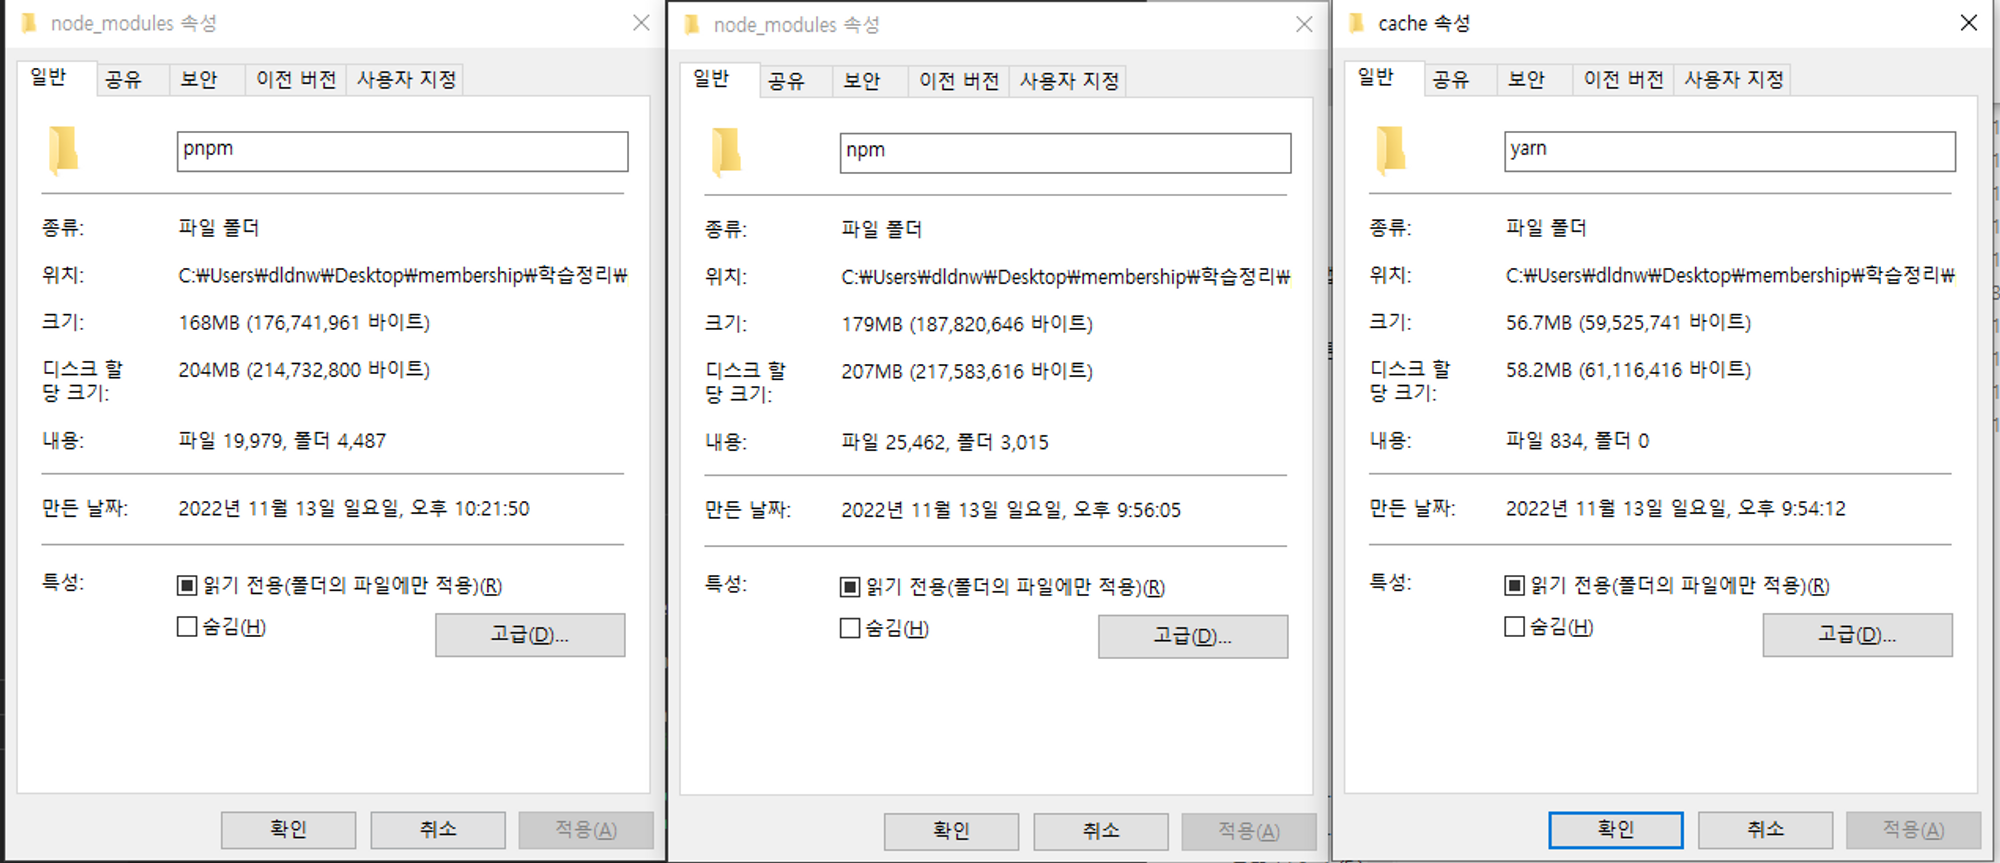 node_modules 속성
일반 공유 보안 이전 버전 사용자 지정
pnpm
종류: 파일 폴더
위치: C:₩Users₩dldnw₩Desktop₩membership₩학습정리₩
크기: 168MB (176,741,961 바이트)
디스크 할
당 크기: 204MB (214,732,800 바이트)
내용: 파일 19,979, 폴더 4,487
만든 날짜: 2022년 11월 13일 일요일, 오후 10:21:50
특성: 읽기 전용(폴더의 파일에만 적용)(R)
숨김(H) 고급(D)...
확인 취소 적용(A)
node_modules 속성
일반 공유 보안 이전 버전 사용자 지정
npm
종류: 파일 폴더
위치: C:₩Users₩dldnw₩Desktop₩membership₩학습정리₩
크기: 179MB (187,820,646 바이트)
디스크 할
당 크기: 207MB (217,583,616 바이트)
내용: 파일 25,462, 폴더 3,015
만든 날짜: 2022년 11월 13일 일요일, 오후 9:56:05
특성: 읽기 전용(폴더의 파일에만 적용)(R)
숨김(H) 고급(D)...
확인 취소 적용(A)
cache 속성
일반 공유 보안 이전 버전 사용자 지정
yarn
종류: 파일 폴더
위치: C:₩Users₩dldnw₩Desktop₩membership₩학습정리₩
크기: 56.7MB (59,525,741 바이트)
디스크 할
당 크기: 58.2MB (61,116,416 바이트)
내용: 파일 834, 폴더 0
만든 날짜: 2022년 11월 13일 일요일, 오후 9:54:12
특성: 읽기 전용(폴더의 파일에만 적용)(R)
숨김(H) 고급(D)...
확인 취소 적용(A)